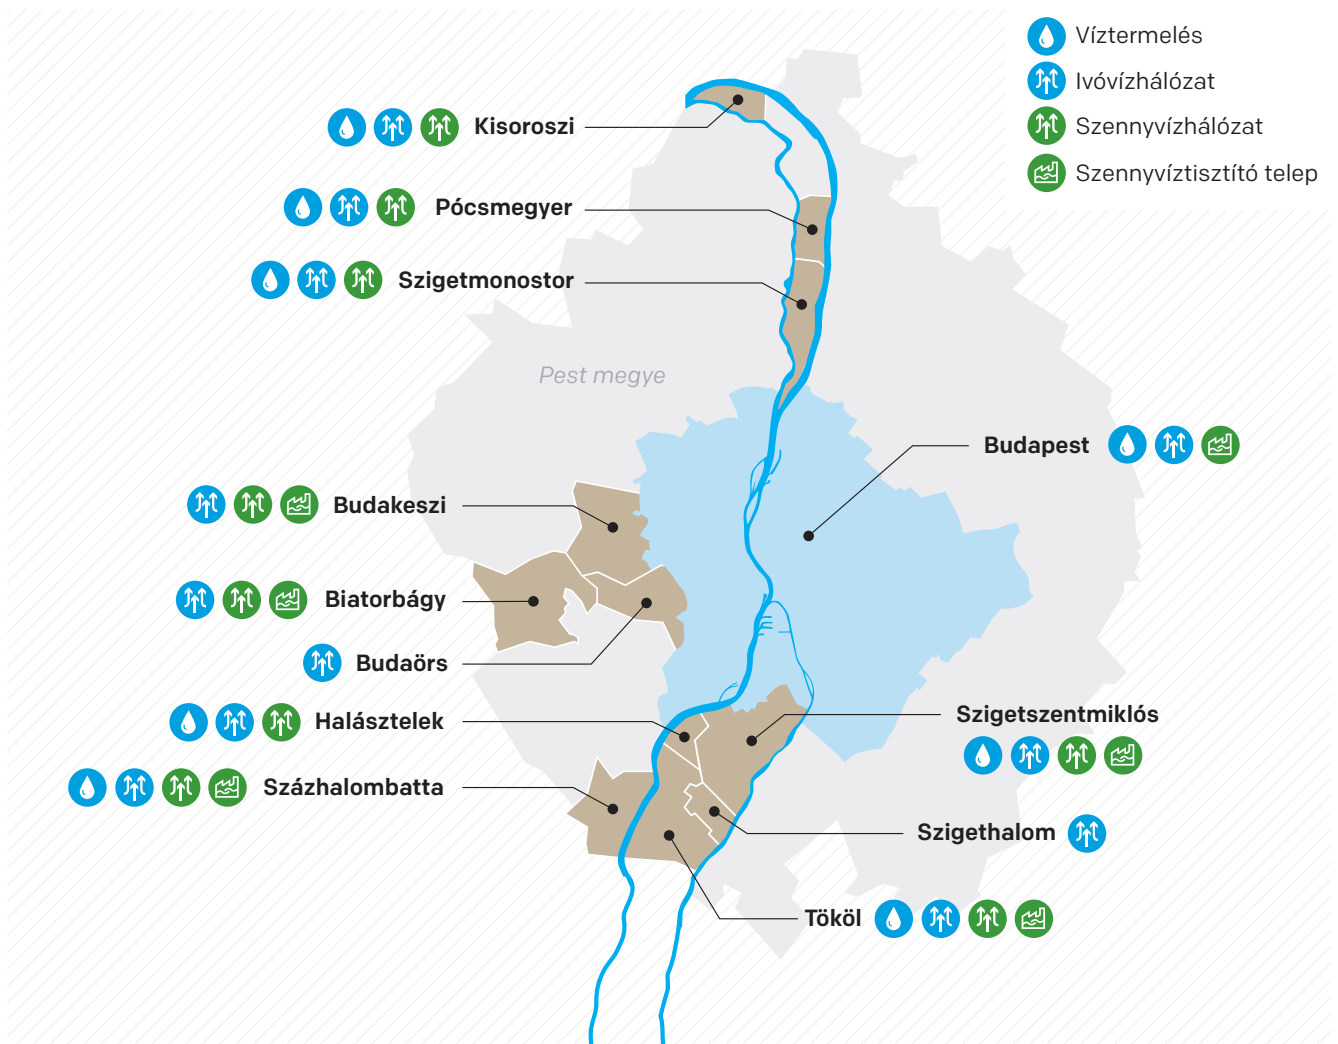 Víztermelés
Ivóvízhálózat
Szennyvízhálózat
Szennyvíztisztító telep
Kisoroszi
Pócsmegyer
Szigetmonostor
Pest megye
Budapest
Budakeszi
Biatorbágy
Budaörs
Halásztelek
Szigetszentmiklós
Százhalombatta
Szigethalom
Tököl